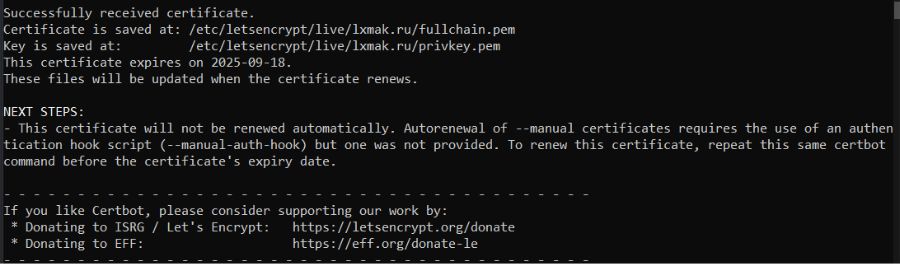 Successfully received certificate.
Certificate is saved at: /etc/letsencrypt/live/lxmak.ru/fullchain.pem
Key is saved at:         /etc/letsencrypt/live/lxmak.ru/privkey.pem
This certificate expires on 2025-09-18.
These files will be updated when the certificate renews.

NEXT STEPS:
- This certificate will not be renewed automatically. Autorenewal of --manual certificates requires the use of an authen
tication hook script (--manual-auth-hook) but one was not provided. To renew this certificate, repeat this same certbot
command before the certificate's expiry date.

- - - - - - - - - - - - - - - - - - - - - - - - - - - - - - - - - - - - - - - -
If you like Certbot, please consider supporting our work by:
 * Donating to ISRG / Let's Encrypt:   https://letsencrypt.org/donate
 * Donating to EFF:                    https://eff.org/donate-le
- - - - - - - - - - - - - - - - - - - - - - - - - - - - - - - - - - - - - - - -